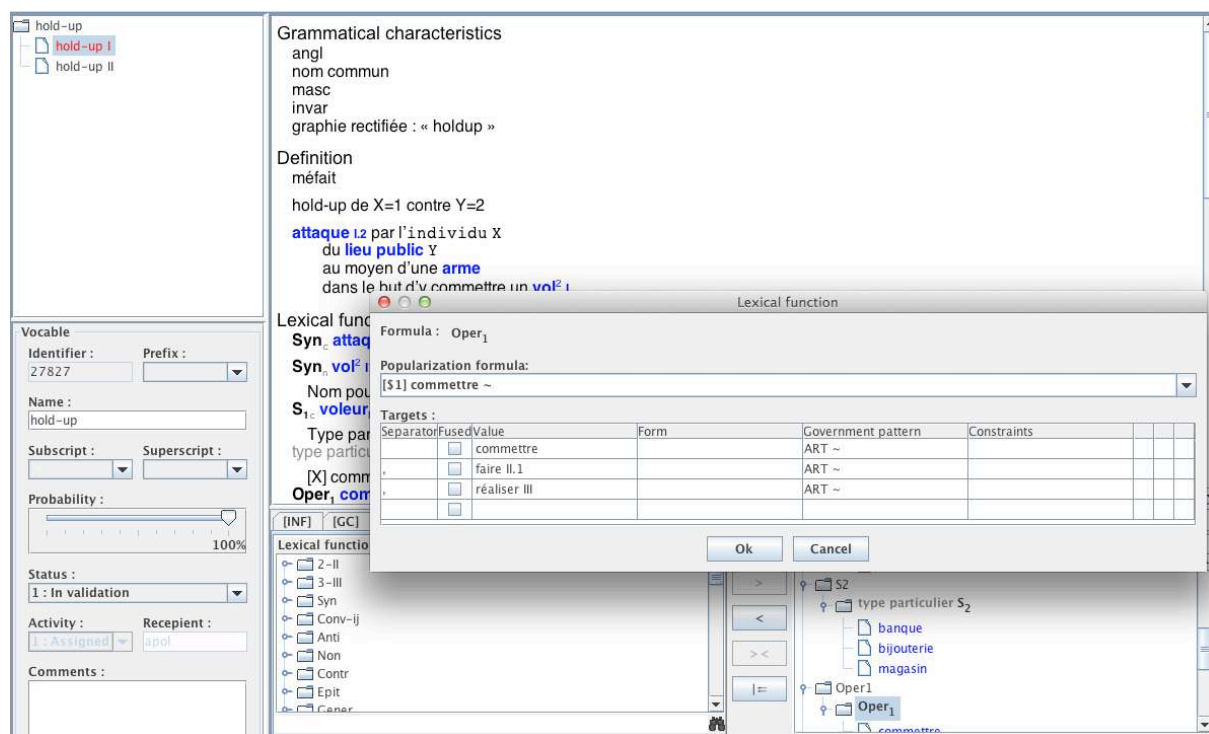 hold-up
hold-up I
hold-up II
Grammatical characteristics
angl
nom commun
masc
invar
graphie rectifiée : « holdup »
Definition
méfait
hold-up de X=1 contre Y=2
attaque I.2 par l'individu X
du lieu public Y
au moyen d'une arme
dans le but d'y commettre un vol² I
Lexical func
Syn⊂ attaq
Syn∩ vol²
Nom pou
S₁⊂ voleur
Type par
type particu
[X] comm
Oper₁ com
Lexical function
Formula : Oper₁
Popularization formula:
[$1] commettre ~
Targets :
Separator Fused Value Form Government pattern Constraints
commettre ART ~
, faire II.1 ART ~
, réaliser III ART ~
Ok Cancel
Vocable
Identifier : Prefix :
27827
Name :
hold-up
Subscript : Superscript :
Probability :
100%
Status :
1 : In validation
Activity : Recepient :
1 : Assigned apol
Comments :
[INF] [GC]
Lexical functio
2-II
3-III
Syn
Conv-ij
Anti
Non
Contr
Epit
Gener
>
<
> <
|=
S2
type particulier S₂
banque
bijouterie
magasin
Oper1
Oper₁
commettre